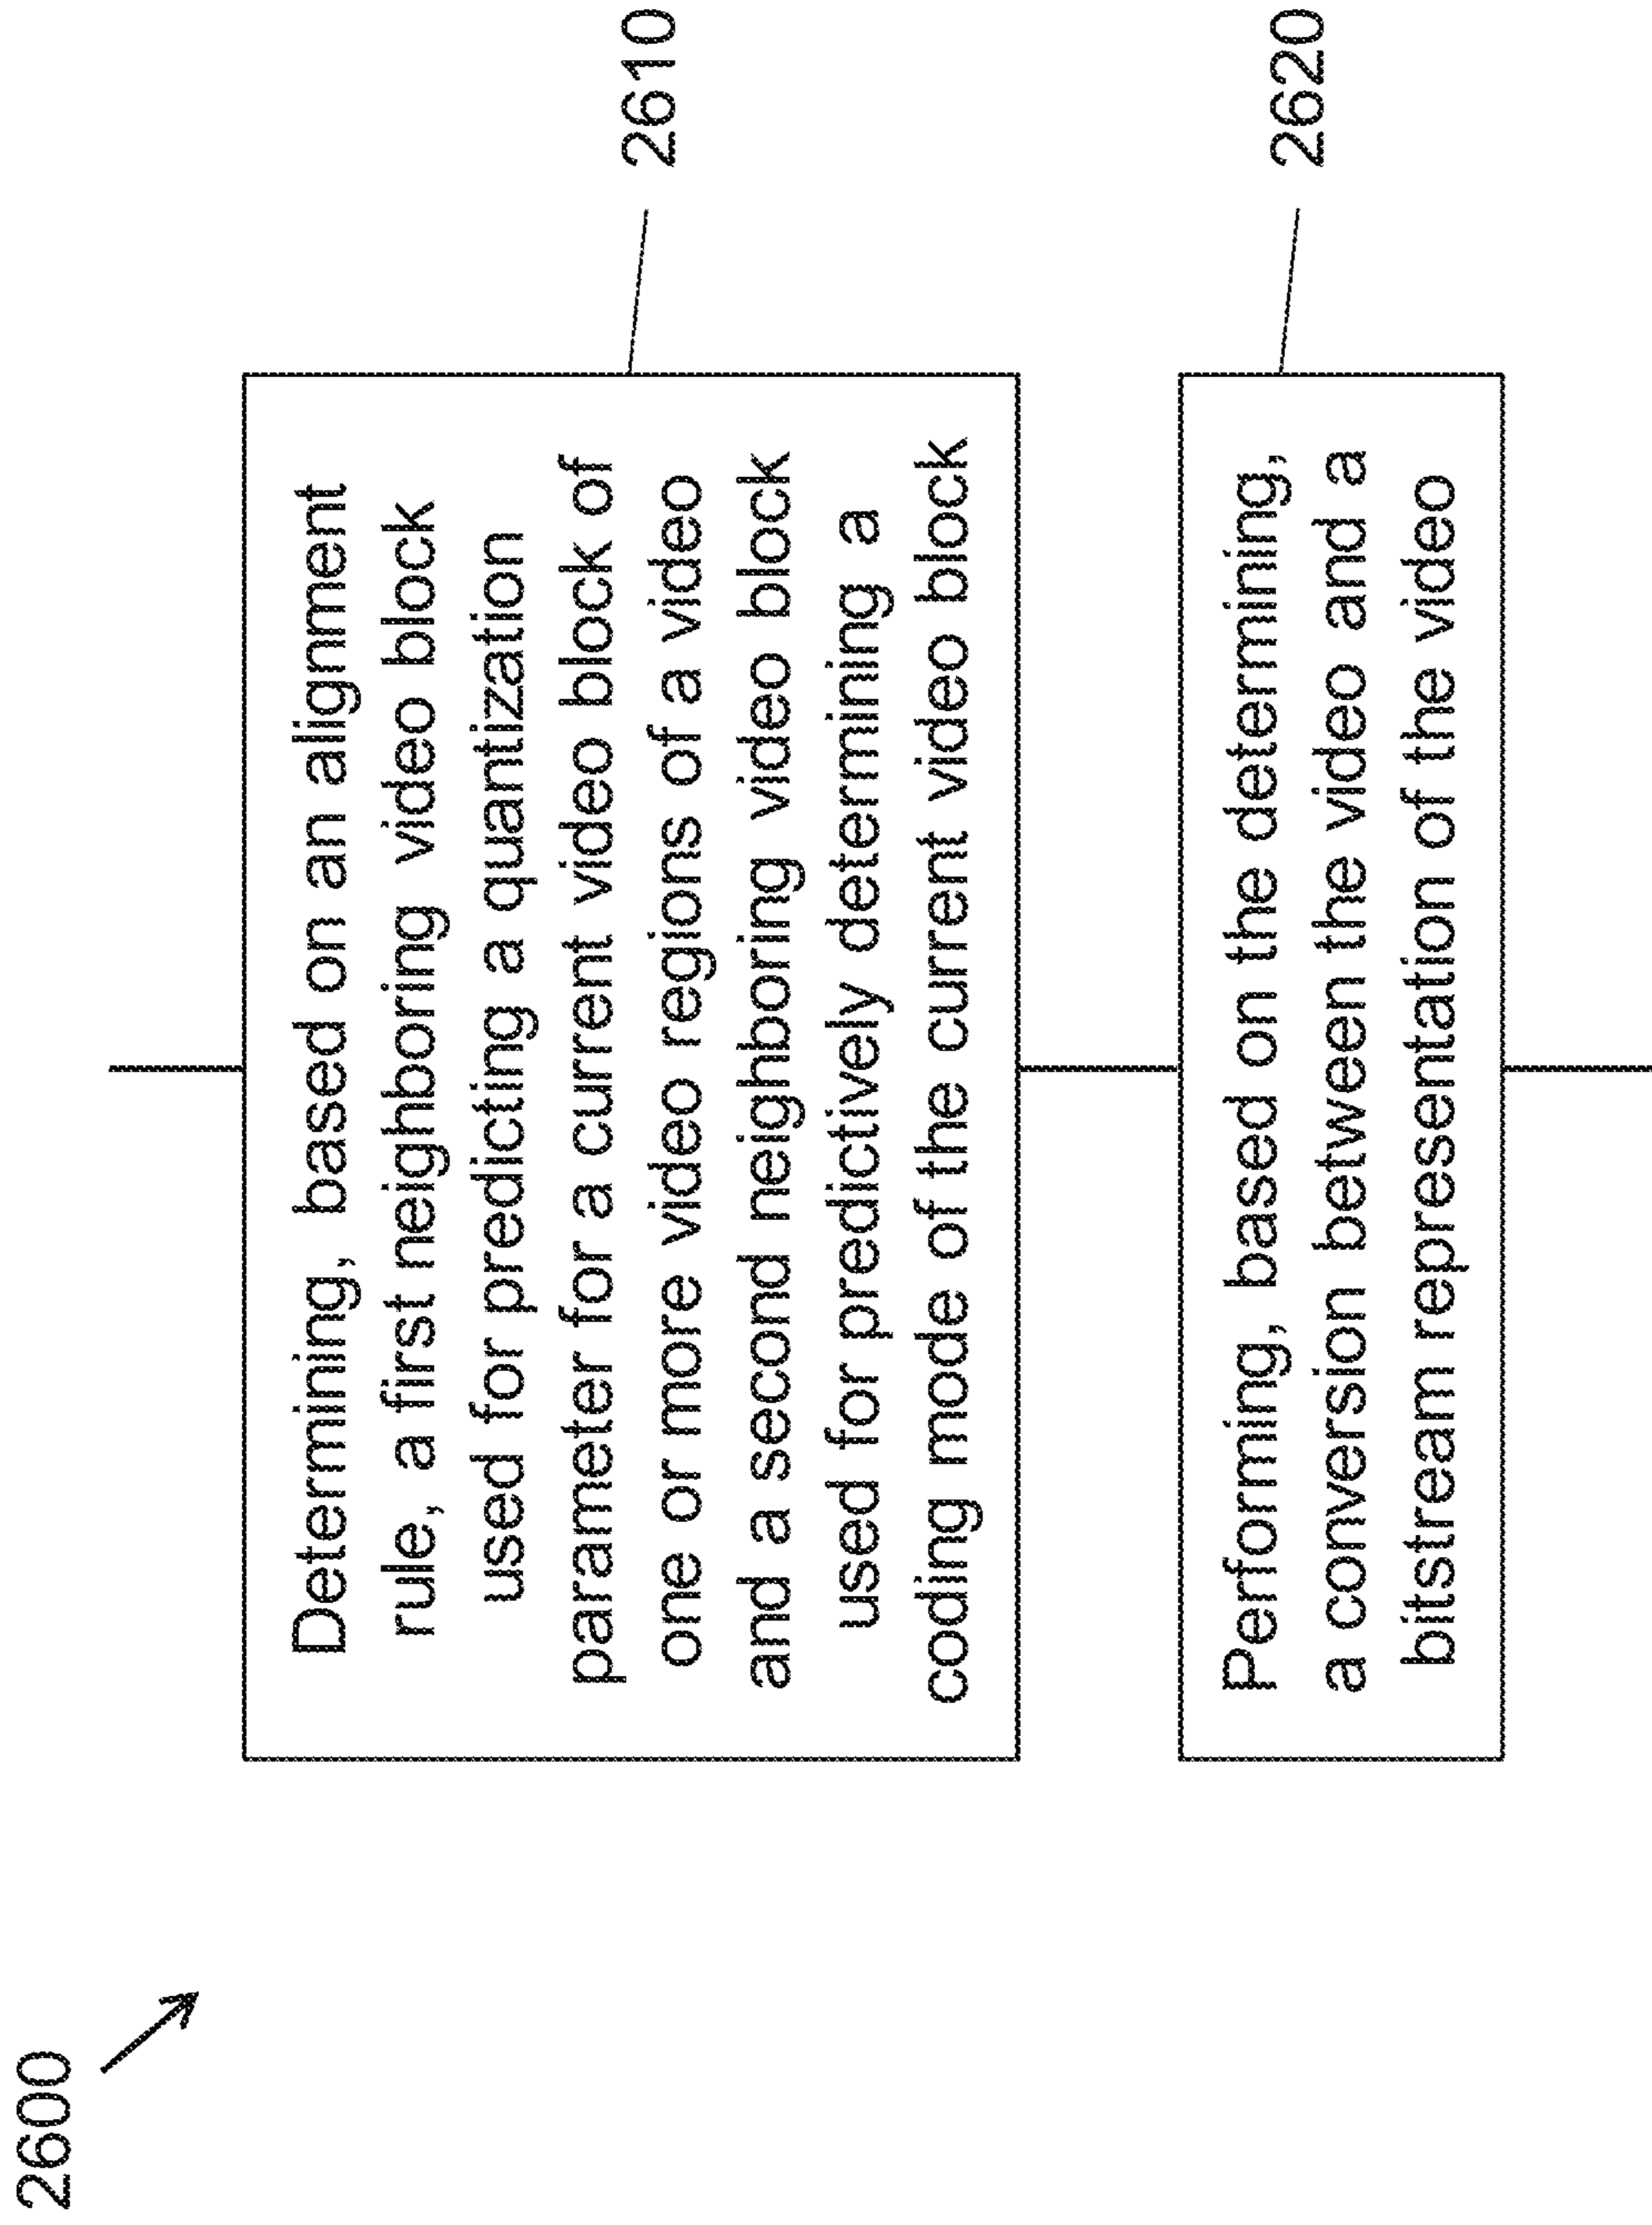 2600
Determining, based on an alignment
rule, a first neighboring video block
used for predicting a quantization
parameter for a current video block of
one or more video regions of a video
and a second neighboring video block
used for predictively determining a
coding mode of the current video block
2610
Performing, based on the determining,
a conversion between the video and a
bitstream representation of the video
2620